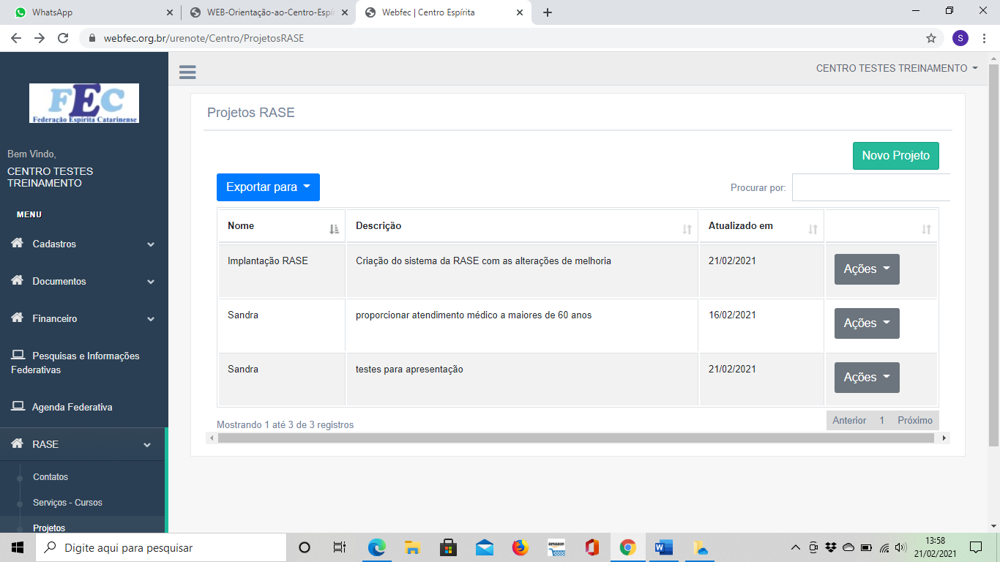 WhatsApp
WEB-Orientação-ao-Centro-Espír
Webfec | Centro Espírita
webfec.org.br/urenote/Centro/ProjetosRASE
S
CENTRO TESTES TREINAMENTO
FEC
Federação Espírita Catarinense
Bem Vindo,
CENTRO TESTES
TREINAMENTO
MENU
Cadastros
Documentos
Financeiro
Pesquisas e Informações
Federativas
Agenda Federativa
RASE
Contatos
Serviços - Cursos
Projetos
Projetos RASE
Novo Projeto
Exportar para
Procurar por:
Nome Descrição Atualizado em
Implantação RASE Criação do sistema da RASE com as alterações de melhoria 21/02/2021 Ações
Sandra proporcionar atendimento médico a maiores de 60 anos 16/02/2021 Ações
Sandra testes para apresentação 21/02/2021 Ações
Mostrando 1 até 3 de 3 registros
Anterior 1 Próximo
Digite aqui para pesquisar
amazon
W
13:58
21/02/2021